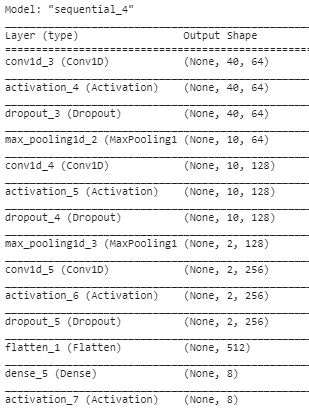 Model: "sequential_4"
Layer (type) Output Shape
conv1d_3 (Conv1D) (None, 40, 64)
activation_4 (Activation) (None, 40, 64)
dropout_3 (Dropout) (None, 40, 64)
max_pooling1d_2 (MaxPooling1 (None, 10, 64)
conv1d_4 (Conv1D) (None, 10, 128)
activation_5 (Activation) (None, 10, 128)
dropout_4 (Dropout) (None, 10, 128)
max_pooling1d_3 (MaxPooling1 (None, 2, 128)
conv1d_5 (Conv1D) (None, 2, 256)
activation_6 (Activation) (None, 2, 256)
dropout_5 (Dropout) (None, 2, 256)
flatten_1 (Flatten) (None, 512)
dense_5 (Dense) (None, 8)
activation_7 (Activation) (None, 8)